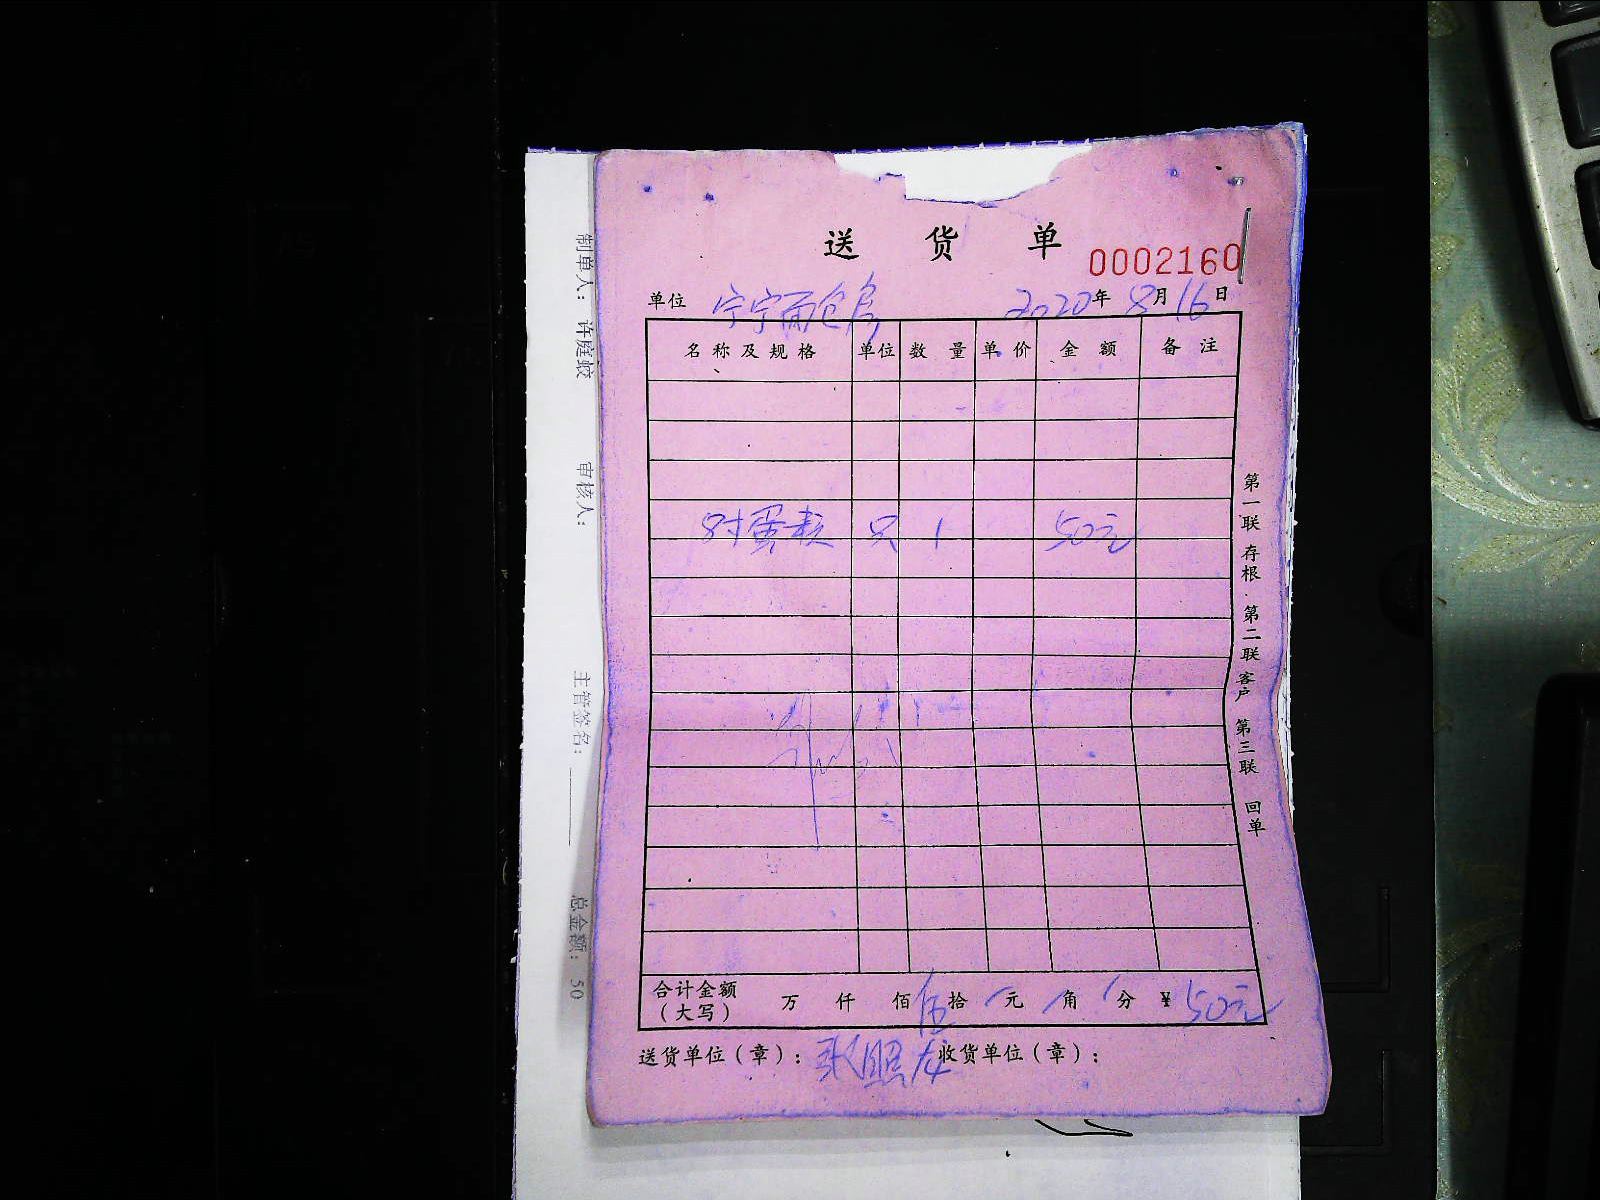 送 货 单
0002160
单位 宁宁面包房 2020年 8月 16日
名称及规格 单位 数量 单价 金额 备注
8寸蛋糕 只 1 50元
合计金额（大写） 万 仟 佰 伍拾 / 元 / 角 / 分 ¥ 50元
送货单位（章）：张照龙 收货单位（章）：
第一联 存根 第二联 客户 第三联 回单
制单人： 许庭蛟 审核人： 主管签名： 总金额： 50